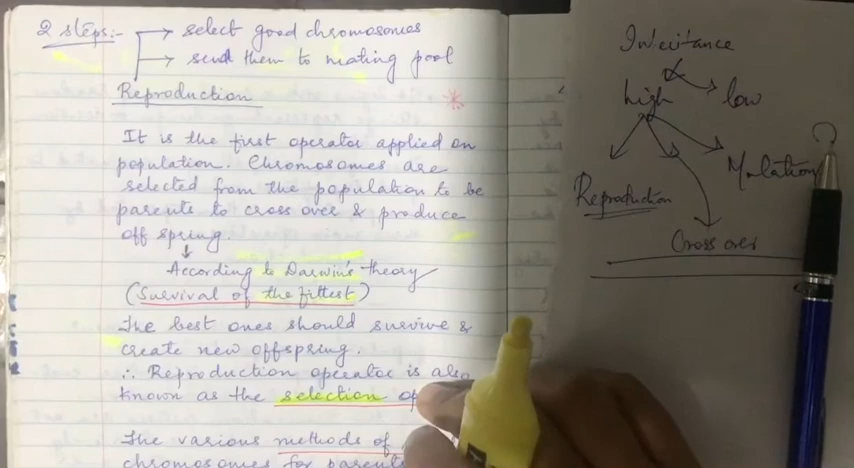 2 steps:- → select good chromosomes
→ send them to mating pool
Reproduction
It is the first operator applied on
population. Chromosomes are
selected from the population to be
parents to cross over & produce
off spring.
According to Darwin's theory
(Survival of the fittest)
The best ones should survive &
create new offspring.
∴ Reproduction operator is also
known as the selection op
The various methods of
chromosomes for parents
Inheritance
high low
Reproduction
Mutation
Cross over